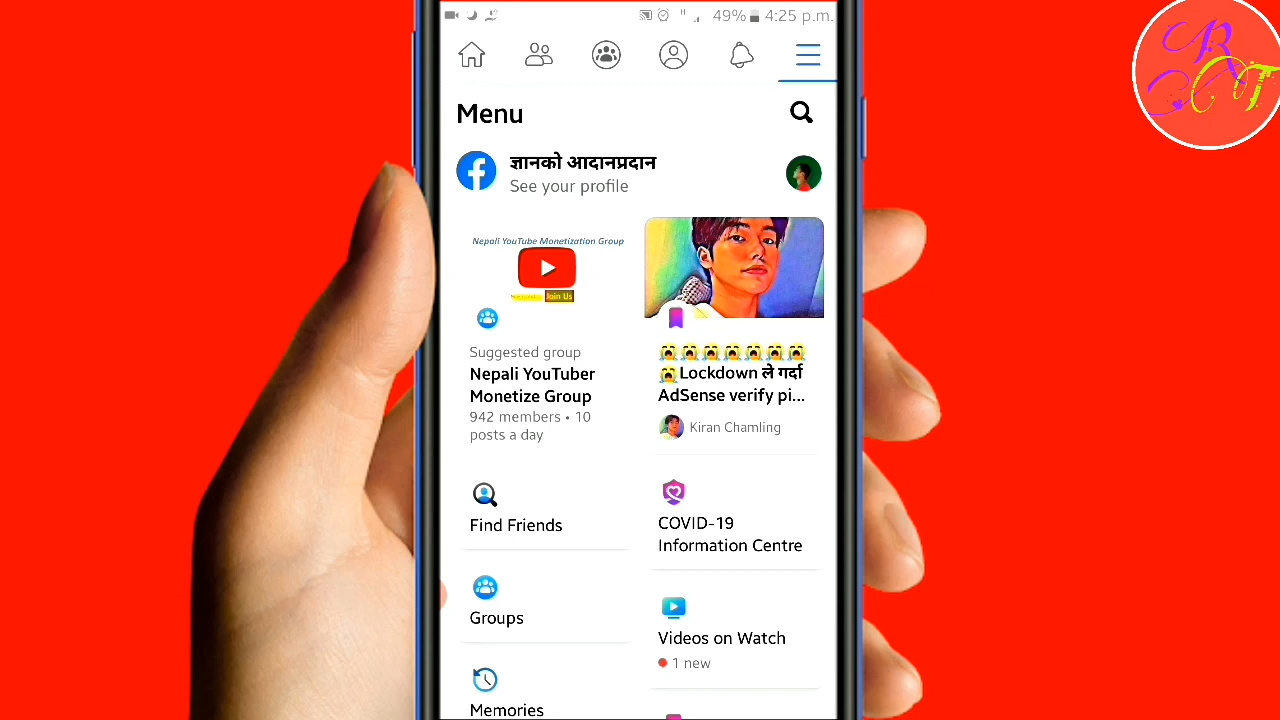 49% 4:25 p.m.
Menu
ज्ञानको आदानप्रदान
See your profile
Nepali YouTube Monetization Group
Join Us
Suggested group
Nepali YouTuber
Monetize Group
942 members • 10
posts a day
😭😭😭😭😭😭😭
😭Lockdown ले गर्दा
AdSense verify pi...
Kiran Chamling
Find Friends
COVID-19
Information Centre
Groups
Videos on Watch
1 new
Memories
R
T